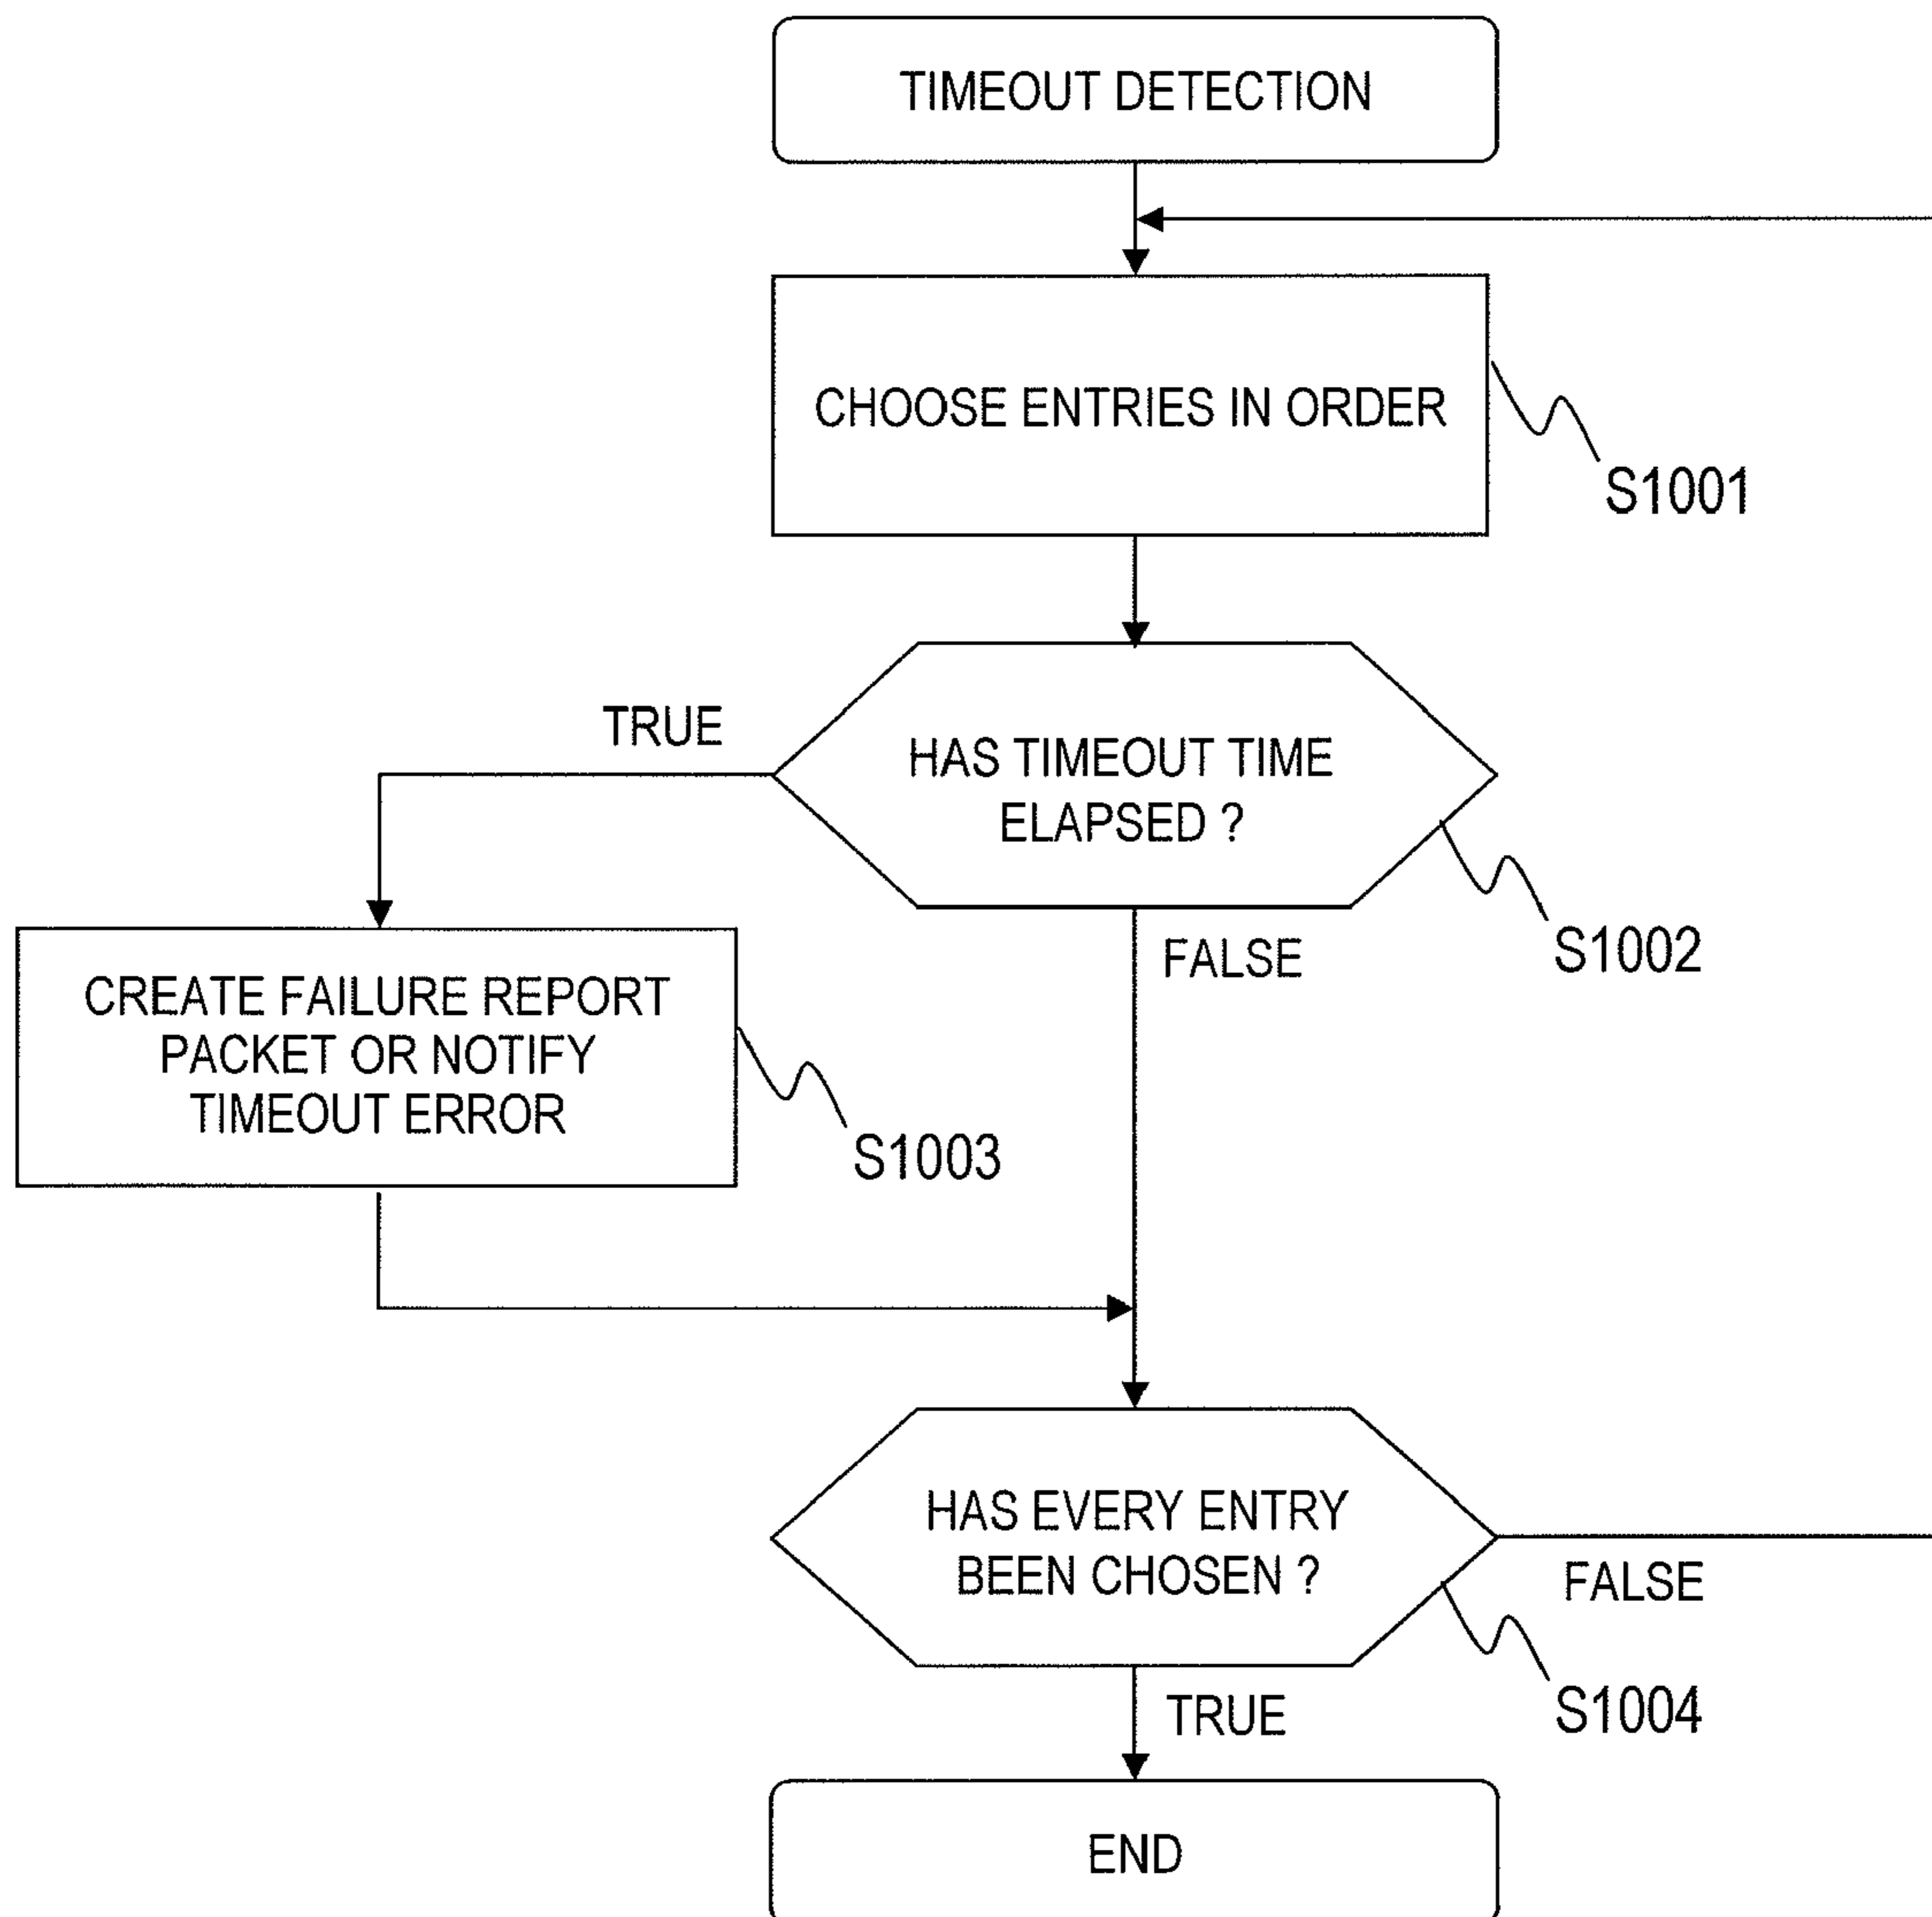 TIMEOUT DETECTION
CHOOSE ENTRIES IN ORDER
S1001
TRUE
HAS TIMEOUT TIME
ELAPSED ?
S1002
FALSE
CREATE FAILURE REPORT
PACKET OR NOTIFY
TIMEOUT ERROR
S1003
HAS EVERY ENTRY
BEEN CHOSEN ?
FALSE
S1004
TRUE
END